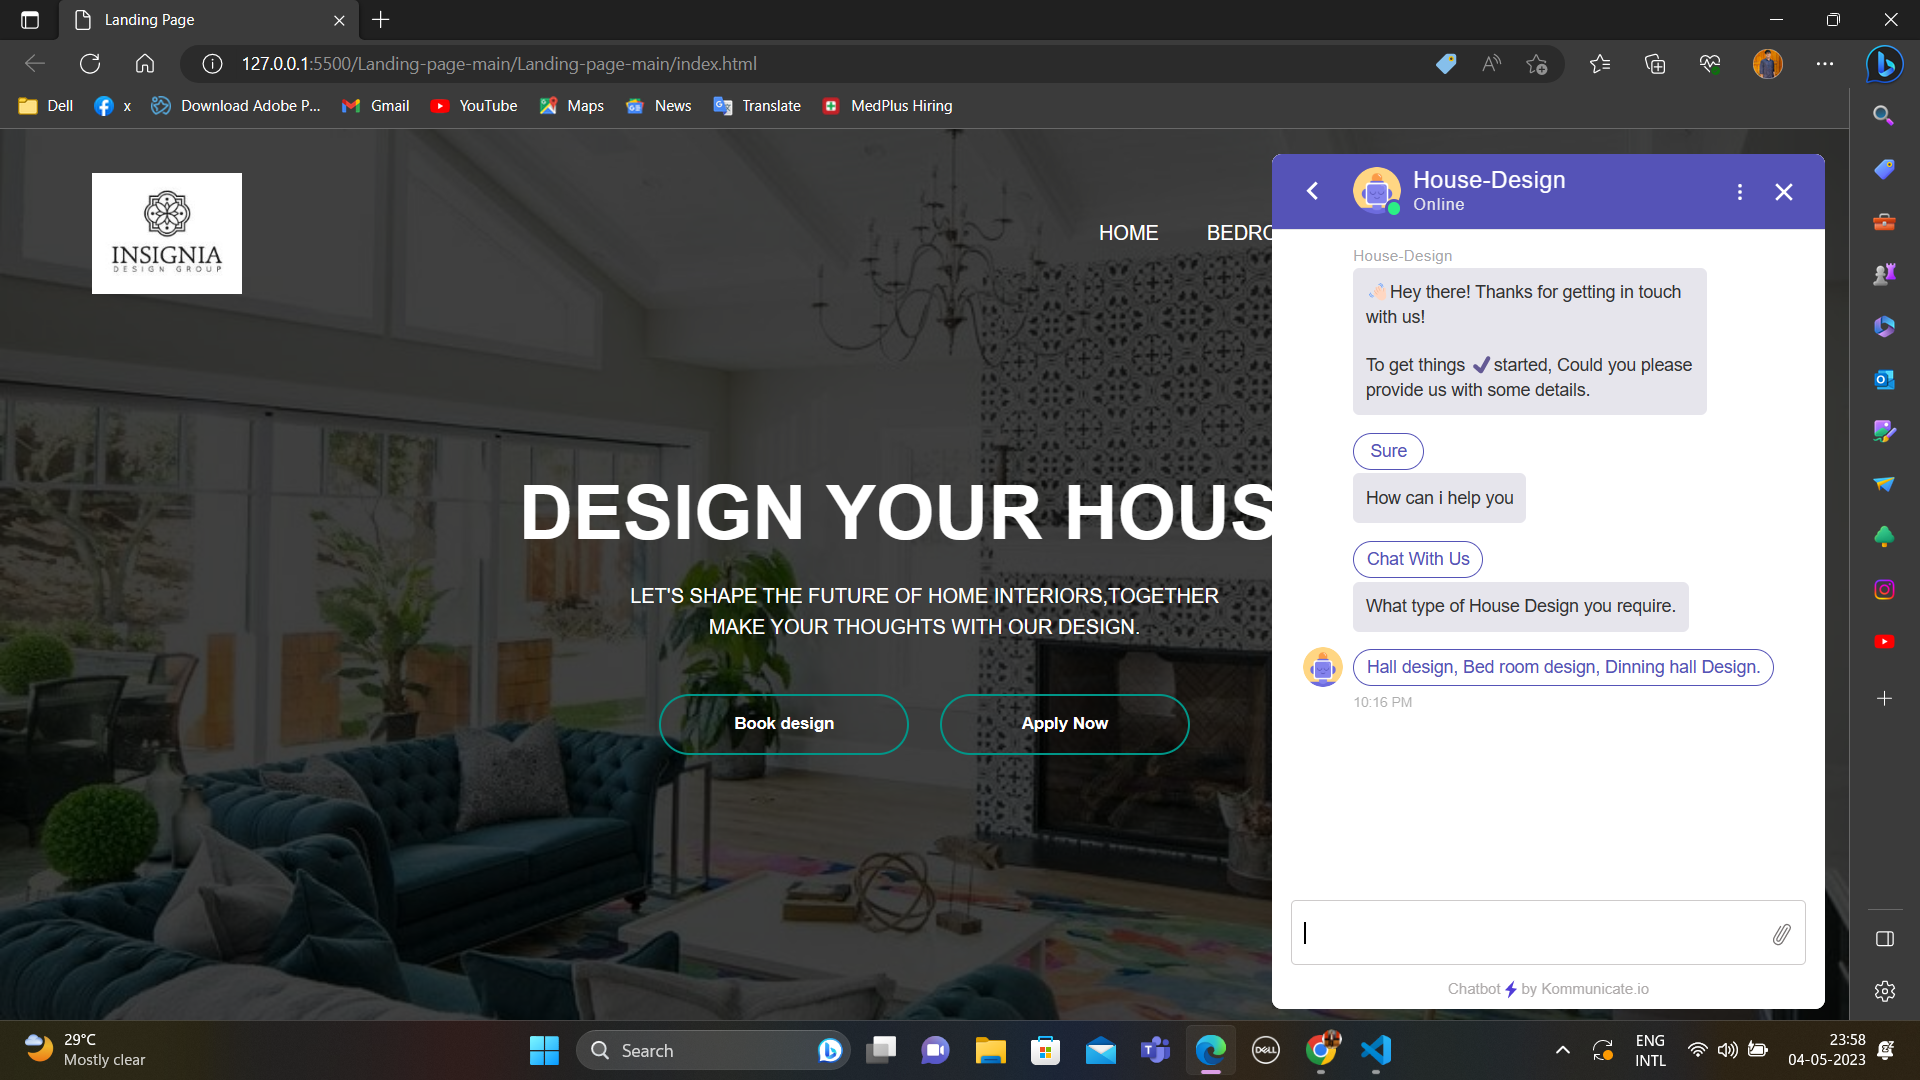 Landing Page
127.0.0.1:5500/Landing-page-main/Landing-page-main/index.html
Dell
x
Download Adobe P...
Gmail
YouTube
Maps
News
Translate
MedPlus Hiring
INSIGNIA
DESIGN GROUP
HOME
BEDRO
DESIGN YOUR HOUS
LET'S SHAPE THE FUTURE OF HOME INTERIORS,TOGETHER
MAKE YOUR THOUGHTS WITH OUR DESIGN.
Book design
Apply Now
House-Design
Online
House-Design
Hey there! Thanks for getting in touch
with us!
To get things ✔ started, Could you please
provide us with some details.
Sure
How can i help you
Chat With Us
What type of House Design you require.
Hall design, Bed room design, Dinning hall Design.
10:16 PM
Chatbot ⚡ by Kommunicate.io
29°C
Mostly clear
Search
DELL
ENG
INTL
23:58
04-05-2023